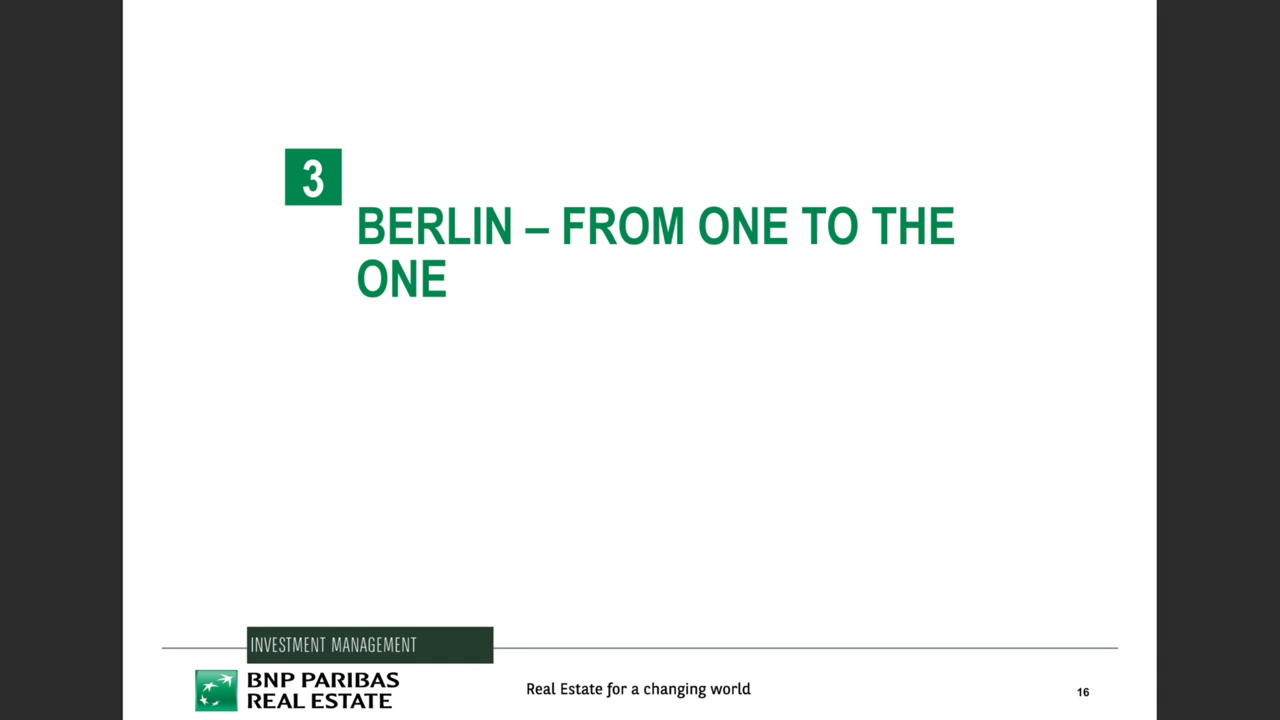 3
BERLIN – FROM ONE TO THE
ONE
INVESTMENT MANAGEMENT
BNP PARIBAS
REAL ESTATE
Real Estate for a changing world
16